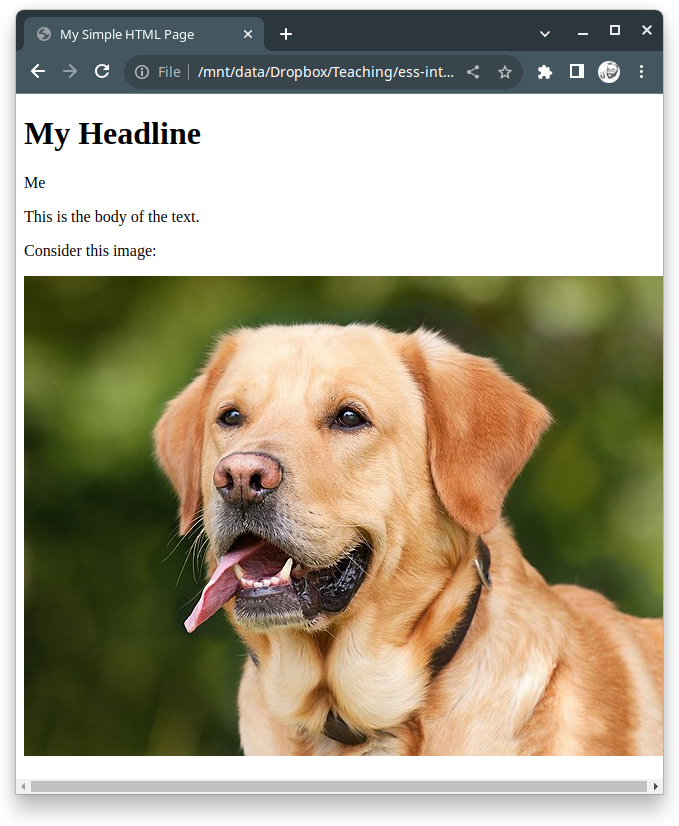 My Simple HTML Page
File /mnt/data/Dropbox/Teaching/ess-int...
My Headline
Me
This is the body of the text.
Consider this image: